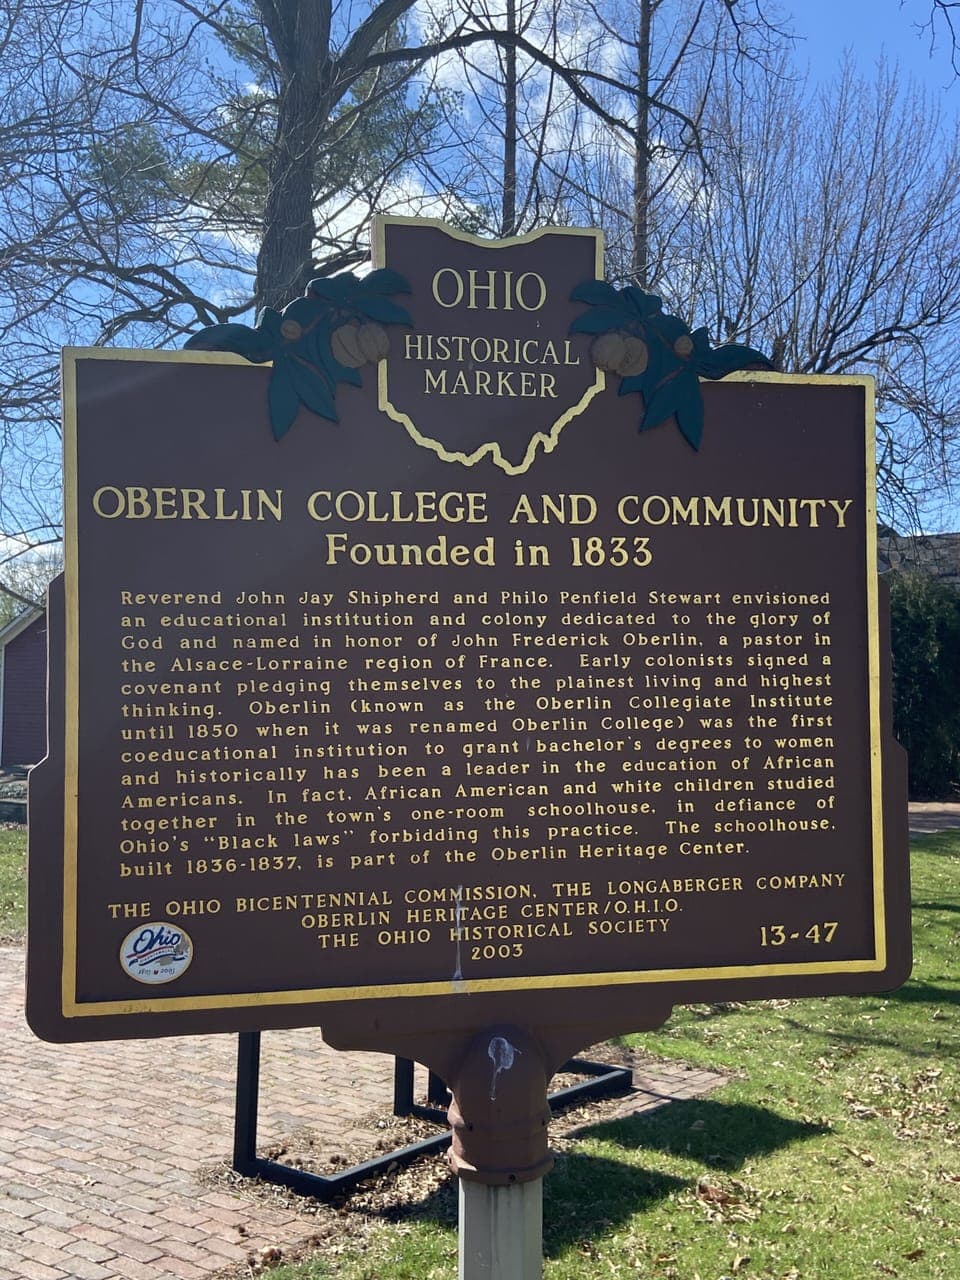 OHIO
HISTORICAL
MARKER
OBERLIN COLLEGE AND COMMUNITY
Founded in 1833
Reverend John Jay Shipherd and Philo Penfield Stewart envisioned
an educational institution and colony dedicated to the glory of
God and named in honor of John Frederick Oberlin, a pastor in
the Alsace-Lorraine region of France. Early colonists signed a
covenant pledging themselves to the plainest living and highest
thinking. Oberlin (known as the Oberlin Collegiate Institute
until 1850 when it was renamed Oberlin College) was the first
coeducational institution to grant bachelor's degrees to women
and historically has been a leader in the education of African
Americans. In fact, African American and white children studied
together in the town's one-room schoolhouse, in defiance of
Ohio's "Black laws" forbidding this practice. The schoolhouse,
built 1836-1837, is part of the Oberlin Heritage Center.
THE OHIO BICENTENNIAL COMMISSION, THE LONGABERGER COMPANY
OBERLIN HERITAGE CENTER/O.H.I.O.
THE OHIO HISTORICAL SOCIETY
2003
13-47
Ohio
1803 2003